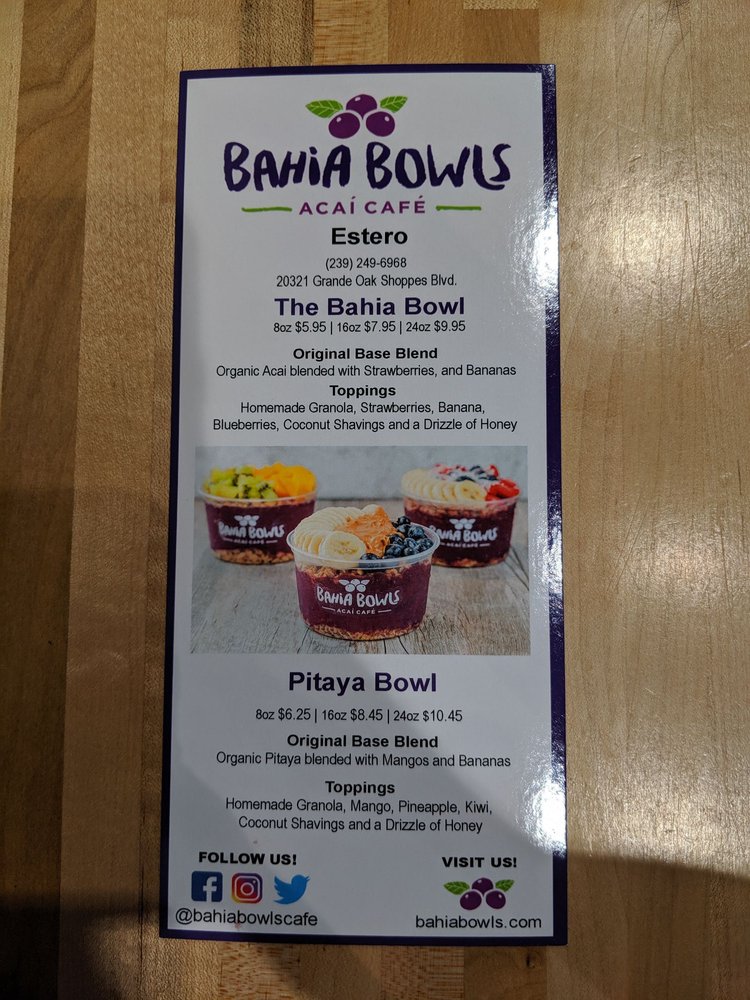 BAHIA BOWLS
ACAÍ CAFÉ
Estero
(239) 249-6968
20321 Grande Oak Shoppes Blvd.
The Bahia Bowl
8oz $5.95 | 16oz $7.95 | 24oz $9.95
Original Base Blend
Organic Acai blended with Strawberries, and Bananas
Toppings
Homemade Granola, Strawberries, Banana,
Blueberries, Coconut Shavings and a Drizzle of Honey
BAHIA BOWLS
ACAÍ CAFÉ
BAHIA BOWLS
ACAÍ CAFÉ
BAHIA BOWLS
ACAÍ CAFÉ
Pitaya Bowl
8oz $6.25 | 16oz $8.45 | 24oz $10.45
Original Base Blend
Organic Pitaya blended with Mangos and Bananas
Toppings
Homemade Granola, Mango, Pineapple, Kiwi,
Coconut Shavings and a Drizzle of Honey
FOLLOW US!
@bahiabowlscafe
VISIT US!
bahiabowls.com